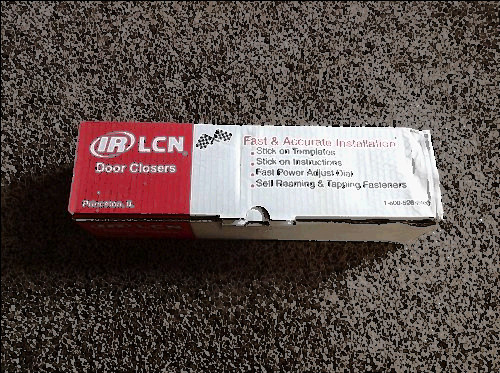 IR LCN
Door Closers
Princeton, IL
Fast & Accurate Installation
Stick on Templates
Stick on Instructions
Fast Power Adjust Dial
Self Reaming & Tapping Fasteners